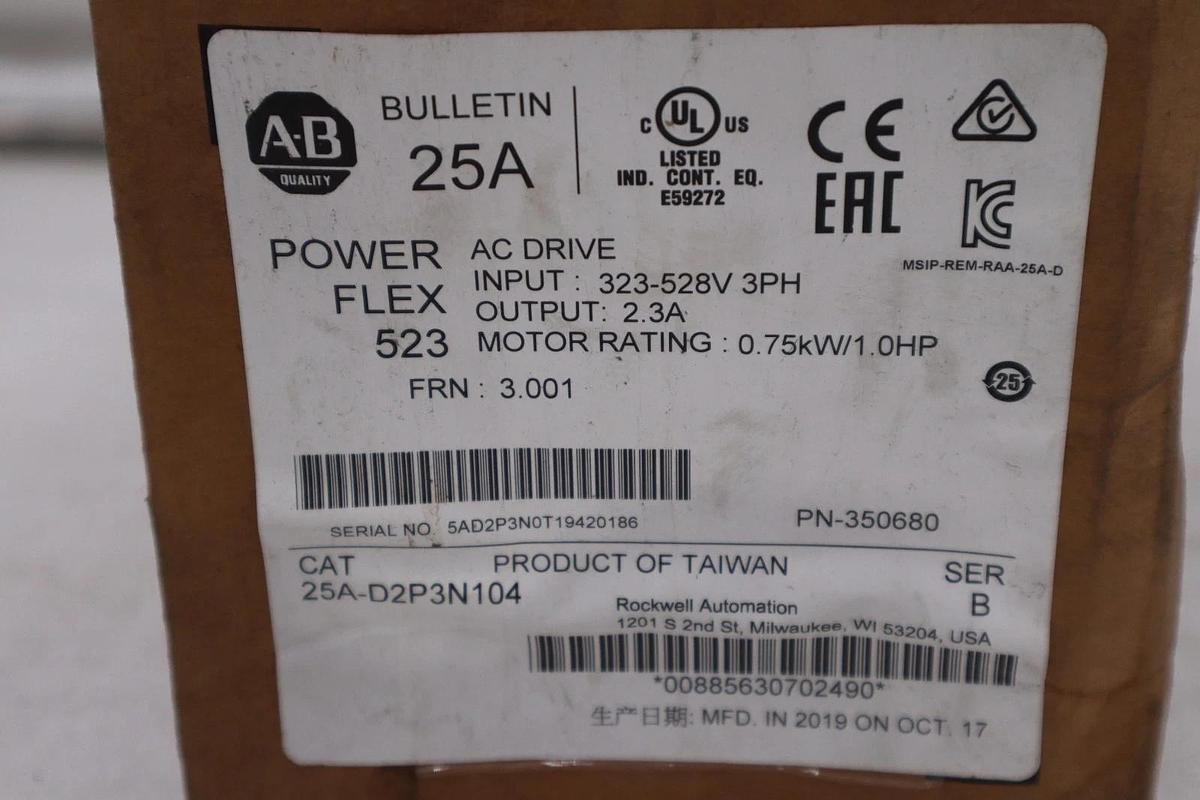 A-B
QUALITY
BULLETIN
25A
C UL US
LISTED
IND. CONT. EQ.
E59272
CE
EAC
KC
MSIP-REM-RAA-25A-D
POWER
FLEX
523
AC DRIVE
INPUT : 323-528V 3PH
OUTPUT: 2.3A
MOTOR RATING : 0.75kW/1.0HP
FRN : 3.001
25
SERIAL NO. 5AD2P3N0T19420186
PN-350680
CAT
25A-D2P3N104
PRODUCT OF TAIWAN
SER
B
Rockwell Automation
1201 S 2nd St, Milwaukee, WI 53204, USA
*00885630702490*
生产日期: MFD. IN 2019 ON OCT. 17